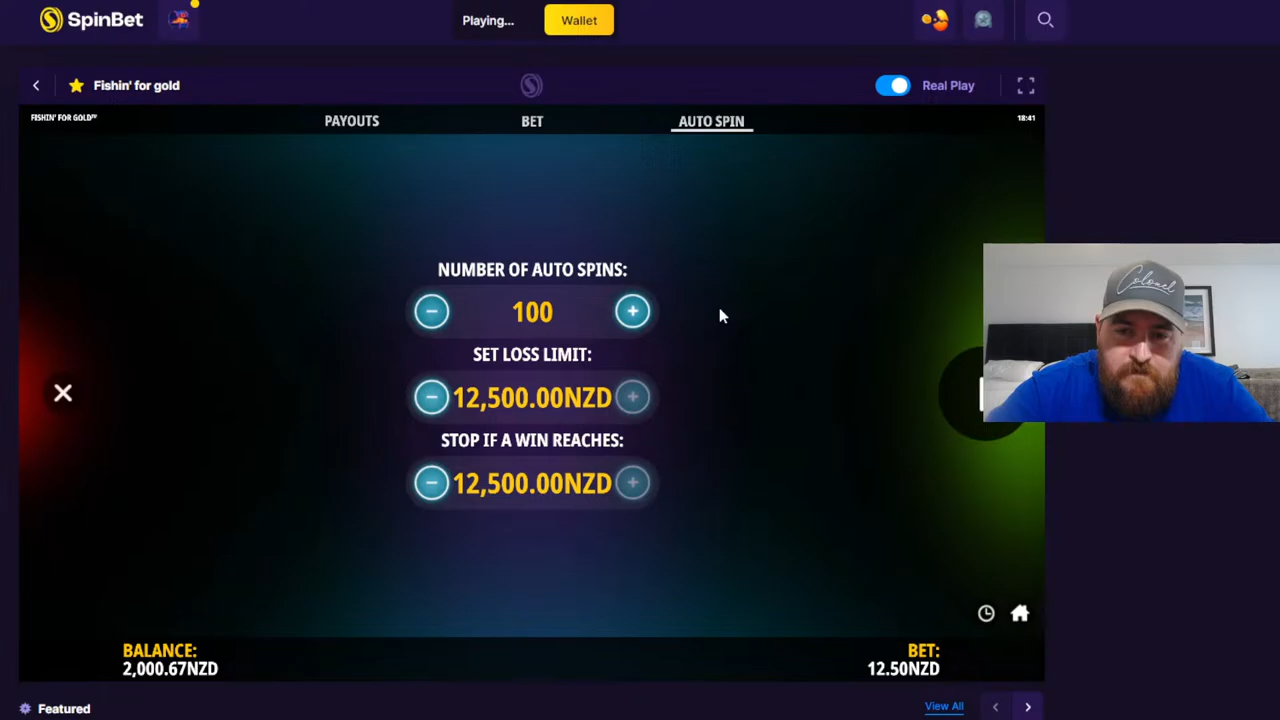 SpinBet
Playing...
Wallet
Fishin' for gold
Real Play
FISHIN' FOR GOLD™
PAYOUTS
BET
AUTO SPIN
18:41
NUMBER OF AUTO SPINS:
100
SET LOSS LIMIT:
12,500.00NZD
STOP IF A WIN REACHES:
12,500.00NZD
Colonel
BALANCE:
2,000.67NZD
BET:
12.50NZD
Featured
View All